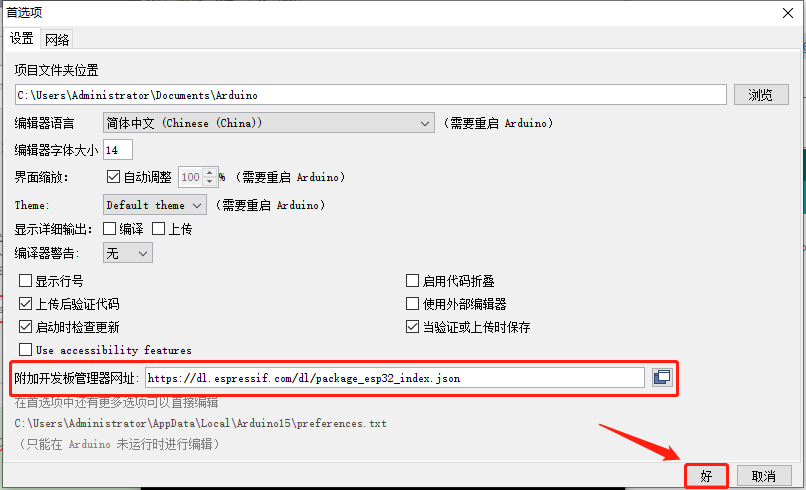 首选项
设置 网络
项目文件夹位置
C:\Users\Administrator\Documents\Arduino 浏览
编辑器语言 简体中文 (Chinese (China)) (需要重启 Arduino)
编辑器字体大小 14
界面缩放: 自动调整 100 % (需要重启 Arduino)
Theme: Default theme (需要重启 Arduino)
显示详细输出: 编译 上传
编译器警告: 无
显示行号 启用代码折叠
上传后验证代码 使用外部编辑器
启动时检查更新 当验证或上传时保存
Use accessibility features
附加开发板管理器网址: https://dl.espressif.com/dl/package_esp32_index.json
在首选项中还有更多选项可以直接编辑
C:\Users\Administrator\AppData\Local\Arduino15\preferences.txt
(只能在 Arduino 未运行时进行编辑)
好 取消